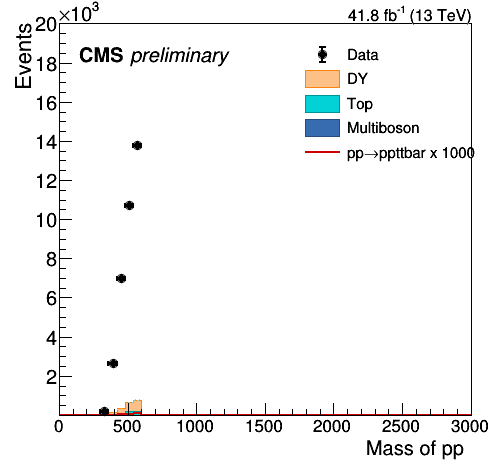 ×10³
41.8 fb⁻¹ (13 TeV)
Events
20
18
16
14
12
10
8
6
4
2
CMS preliminary
Data
DY
Top
Multiboson
pp→ppttbar x 1000
0 500 1000 1500 2000 2500 3000
Mass of pp